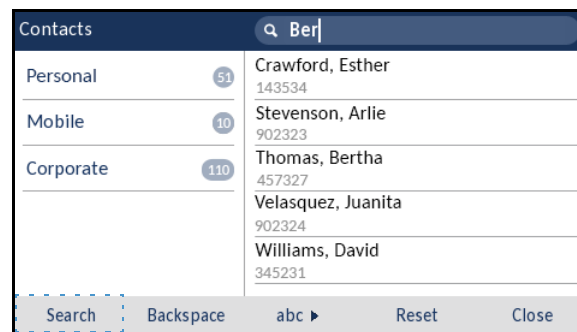 Contacts
Ber
Personal
51
Mobile
10
Corporate
110
Crawford, Esther
143534
Stevenson, Arlie
902323
Thomas, Bertha
457327
Velasquez, Juanita
902324
Williams, David
345231
Search
Backspace
abc
Reset
Close